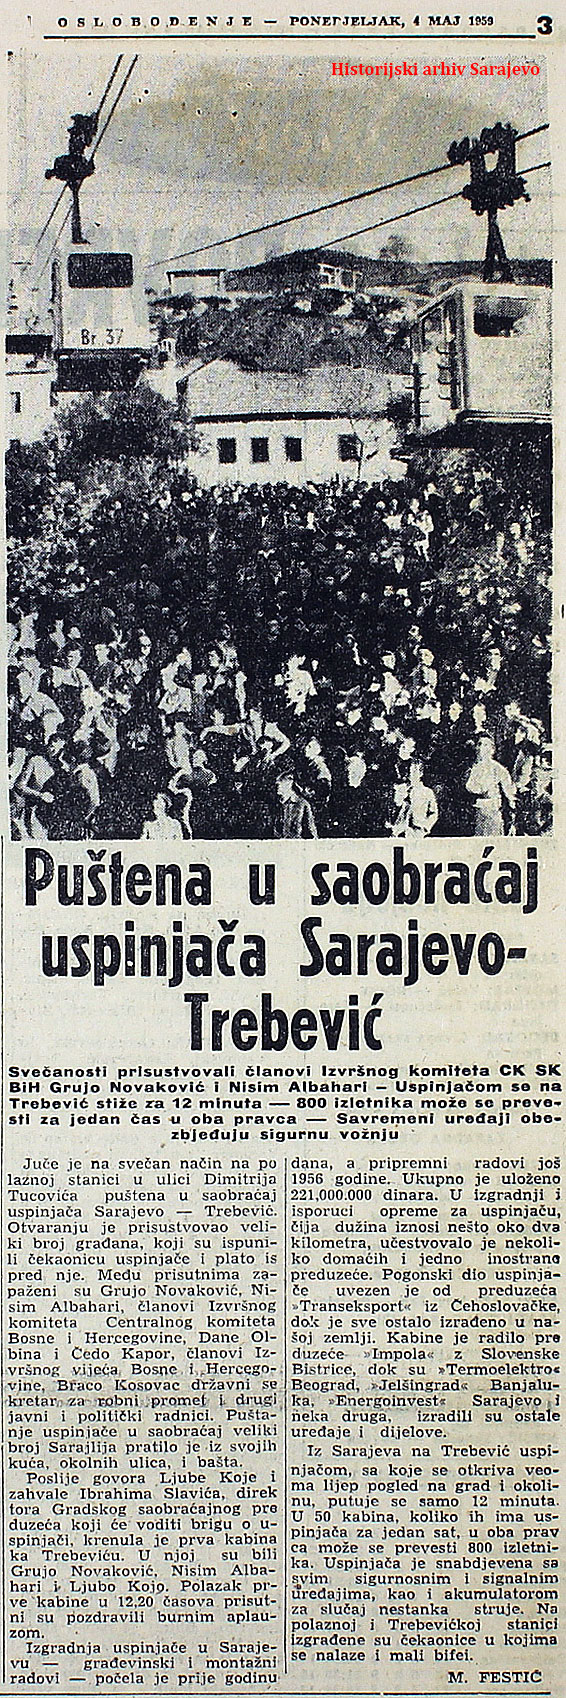 OSLOBOĐENJE — PONEDJELJAK, 4 MAJ 1959
3
Historijski arhiv Sarajevo
Br. 37
Puštena u saobraćaj
uspinjača Sarajevo-
Trebević
Svečanosti prisustvovali članovi Izvršnog komiteta CK SK
BiH Grujo Novaković i Nisim Albahari – Uspinjačom se na
Trebević stiže za 12 minuta — 800 izletnika može se preve-
sti za jedan čas u oba pravca — Savremeni uređaji obe-
zbjeđuju sigurnu vožnju
Juče je na svečan način na po
laznoj stanici u ulici Dimitrija
Tucovića puštena u saobraćaj
uspinjača Sarajevo — Trebević.
Otvaranju je prisustvovao veli-
ki broj građana, koji su ispuni-
li čekaonicu uspinjače i plato is
pred nje. Među prisutnima za-
paženi su Grujo Novaković, Ni-
sim Albahari, članovi Izvršnog
komiteta Centralnog komiteta
Bosne i Hercegovine, Dane Ol-
bina i Čedo Kapor, članovi Iz-
vršnog vijeća Bosne i Hercego-
vine, Braco Kosovac državni se
kretar za robni promet i drugi
javni i politički radnici. Pušta-
nje uspinjače u saobraćaj veliki
broj Sarajlija pratilo je iz svojih
kuća, okolnih ulica, i bašta.
Poslije govora Ljube Koje i
zahvale Ibrahima Slavića, direk
tora Gradskog saobraćajnog pre
duzeća koji će voditi brigu o u-
spinjači, krenula je prva kabina
ka Trebeviću. U njoj su bili
Grujo Novaković, Nisim Alba-
hari i Ljubo Kojo. Polazak pr-
ve kabine u 12,20 časova prisut-
ni su pozdravili burnim aplau-
zom.
Izgradnja uspinjače u Saraje-
vu — građevinski i montažni
radovi — počela je prije godinu
dana, a pripremni radovi još
1956 godine. Ukupno je uloženo
221,000.000 dinara. U izgradnji i
isporuci opreme za uspinjaču,
čija dužina iznosi nešto oko dva
kilometra, učestvovalo je nekoli-
ko domaćih i jedno inostrano
preduzeće. Pogonski dio uspinja-
če uvezen je od preduzeća
»Transeksport« iz Čehoslovačke,
dok je sve ostalo izrađeno u na-
šoj zemlji. Kabine je radilo pre
duzeće »Impola« z Slovenske
Bistrice, dok su »Termoelektro«
Beograd, »Jelšingrad« Banjalu-
ka, »Energoinvest« Sarajevo i
neka druga, izradili su ostale
uređaje i dijelove.
Iz Sarajeva na Trebević uspi-
njačom, sa koje se otkriva veo-
ma lijep pogled na grad i okoli-
nu, putuje se samo 12 minuta.
U 50 kabina, koliko ih ima us-
pinjača za jedan sat, u oba prav
ca može se prevesti 800 izletni-
ka. Uspinjača je snabdjevena sa
svim sigurnosnim i signalnim
uređajima, kao i akumulatorom
za slučaj nestanka struje. Na
polaznoj i Trebevićkoj stanici
izgrađene su čekaonice u kojima
se nalaze i mali bifei.
M. FESTIĆ